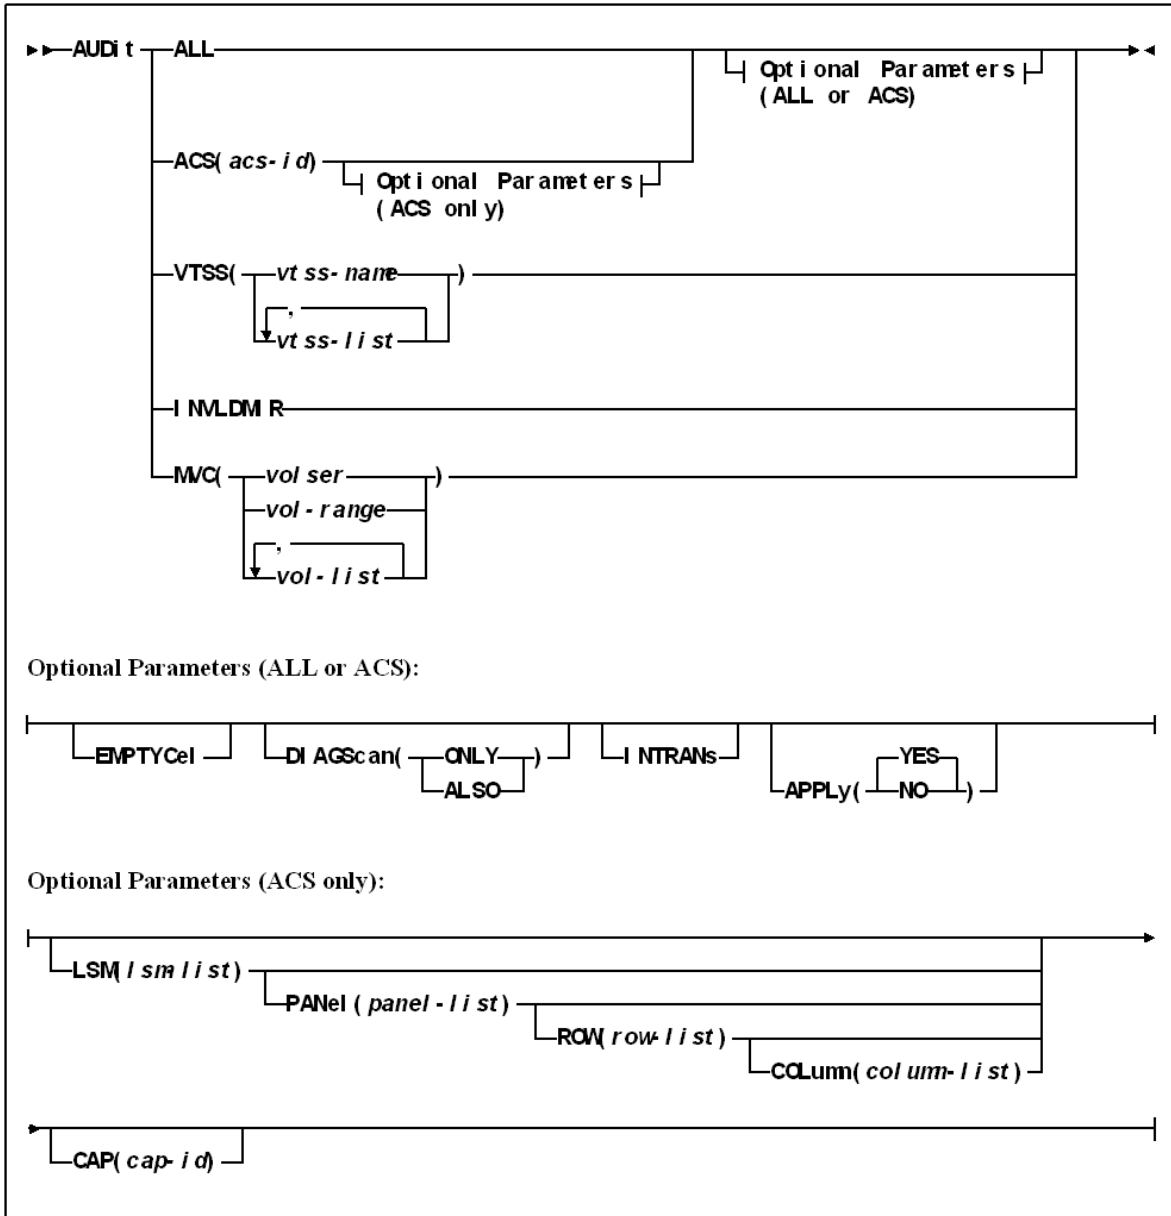 AUDit ALL Optional Parameters
(ALL or ACS)
ACS(acs-id) Optional Parameters
(ACS only)
VTSS( vtss-name )
,
vtss-list
INVLDMIR
MVC( volser )
vol-range
,
vol-list
Optional Parameters (ALL or ACS):
EMPTYCel DIAGScan( ONLY ) INTRANs YES
ALSO APPLy( NO )
Optional Parameters (ACS only):
LSM(lsmlist)
PANel(panel-list)
ROW(row-list)
COLumn(column-list)
CAP(cap-id)